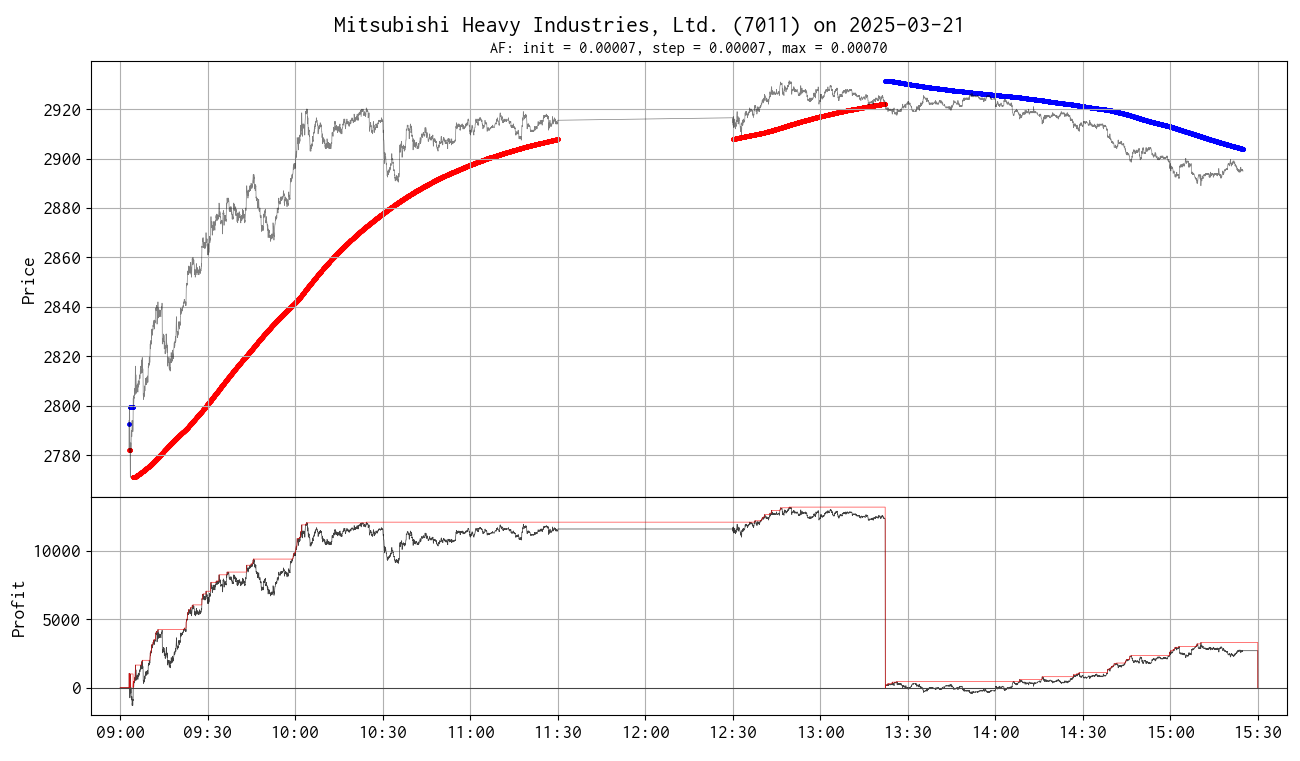 Mitsubishi Heavy Industries, Ltd. (7011) on 2025-03-21
AF: init = 0.00007, step = 0.00007, max = 0.00070
Price
2920
2900
2880
2860
2840
2820
2800
2780
Profit
10000
5000
0
09:00 09:30 10:00 10:30 11:00 11:30 12:00 12:30 13:00 13:30 14:00 14:30 15:00 15:30